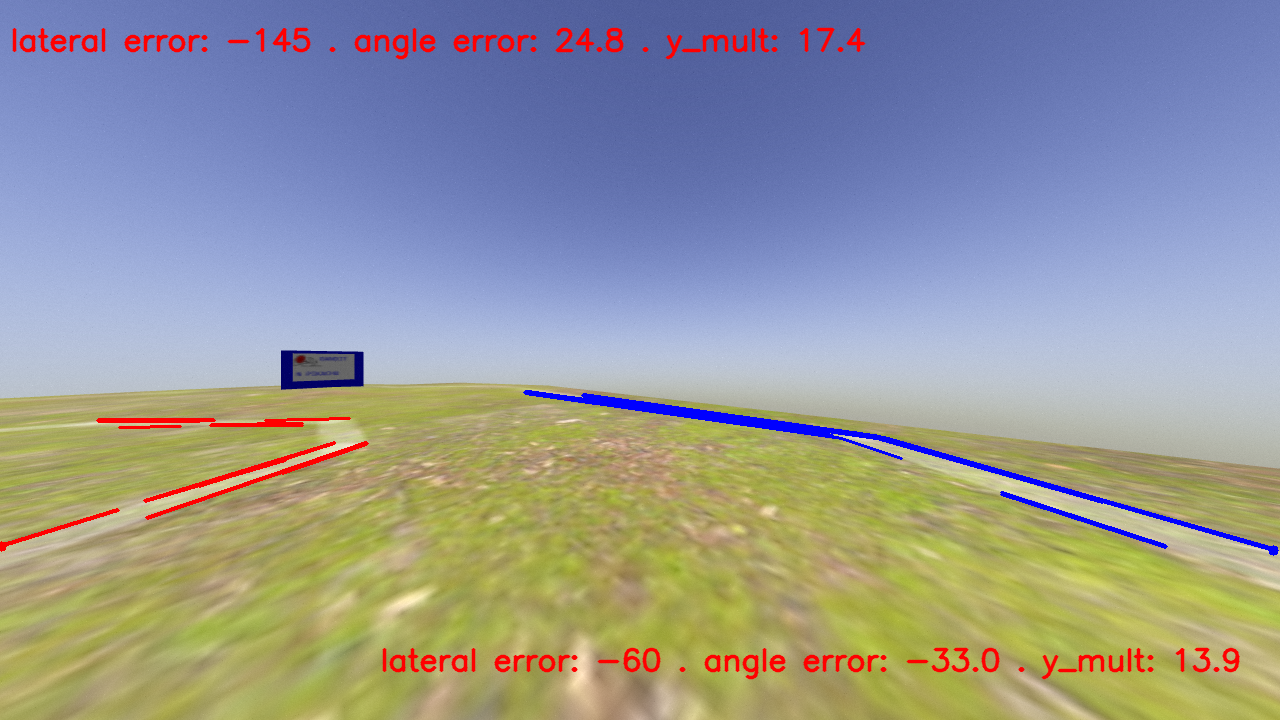 lateral error: -145 . angle error: 24.8 . y_mult: 17.4
lateral error: -60 . angle error: -33.0 . y_mult: 13.9